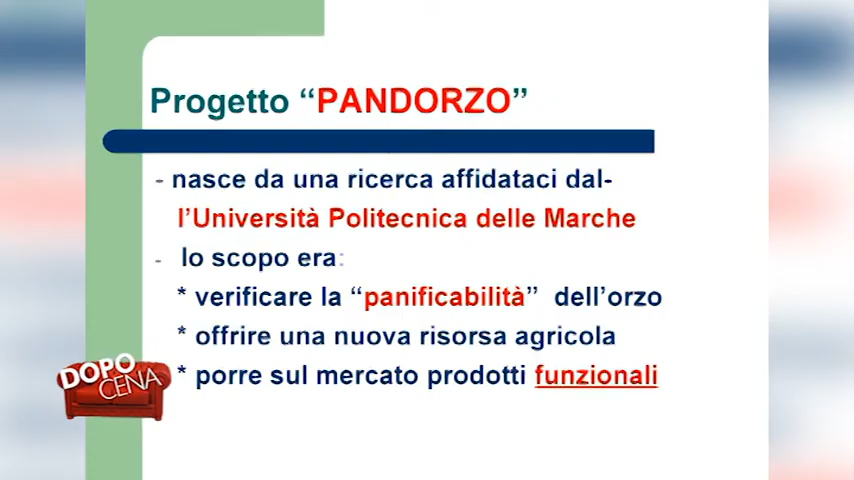 Progetto “PANDORZO”
- nasce da una ricerca affidataci dal-
l’Università Politecnica delle Marche
- lo scopo era:
* verificare la “panificabilità” dell’orzo
* offrire una nuova risorsa agricola
* porre sul mercato prodotti funzionali
DOPO
CENA